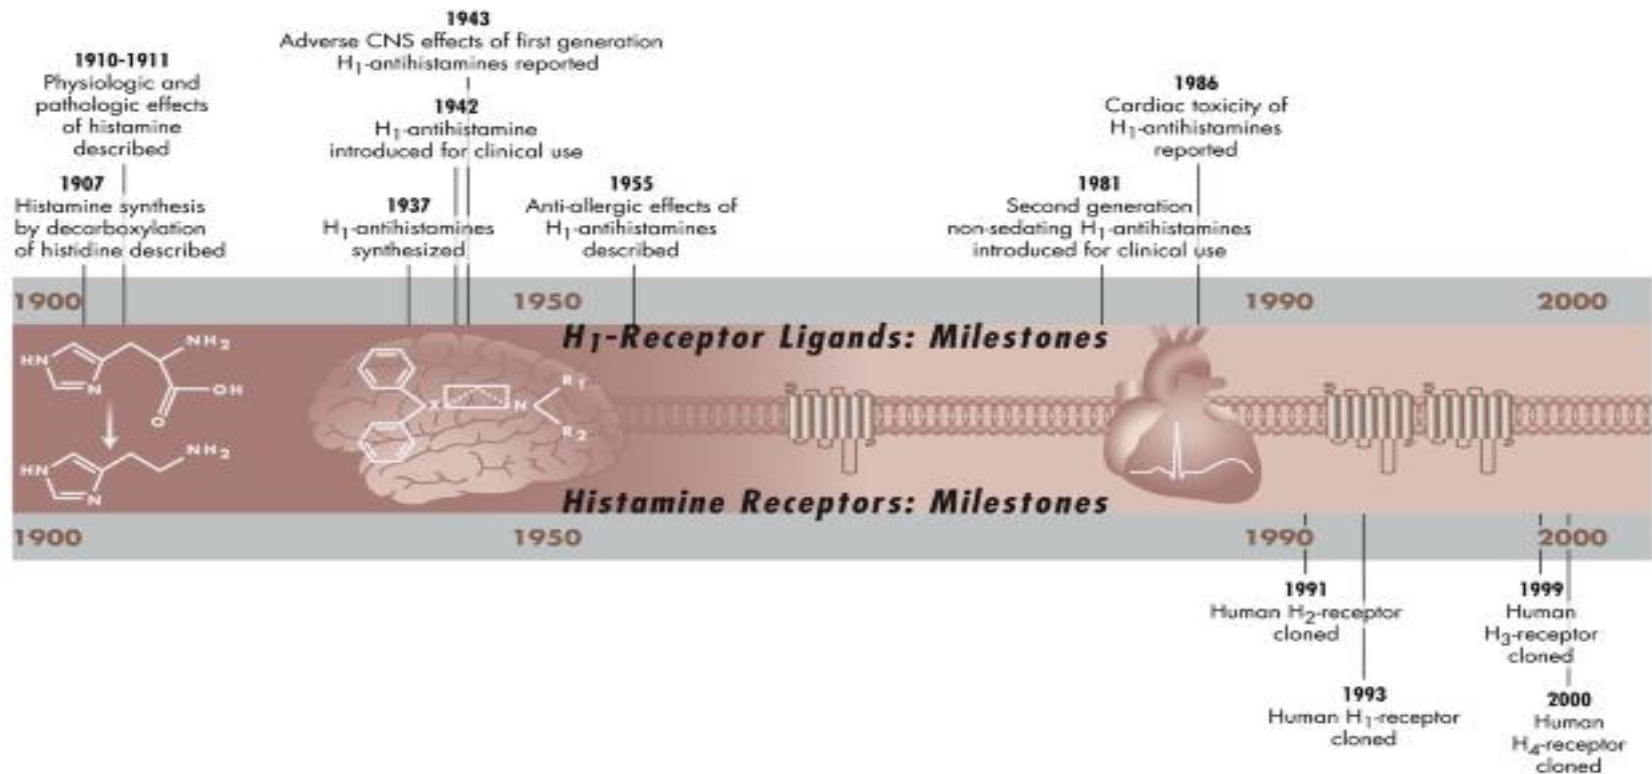 1943
Adverse CNS effects of first generation
H₁-antihistamines reported
1910-1911
Physiologic and
pathologic effects
of histamine
described
1942
H₁-antihistamine
introduced for clinical use
1986
Cardiac toxicity of
H₁-antihistamines
reported
1907
Histamine synthesis
by decarboxylation
of histidine described
1937
H₁-antihistamines
synthesized
1955
Anti-allergic effects of
H₁-antihistamines
described
1981
Second generation
non-sedating H₁-antihistamines
introduced for clinical use
1900 1950 1990 2000
H₁-Receptor Ligands: Milestones
HN
N
NH₂
OH
O
X
N
R₁
R₂
HN
N
NH₂
Histamine Receptors: Milestones
1900 1950 1990 2000
1991
Human H₂-receptor
cloned
1999
Human
H₃-receptor
cloned
1993
Human H₁-receptor
cloned
2000
Human
H₄-receptor
cloned